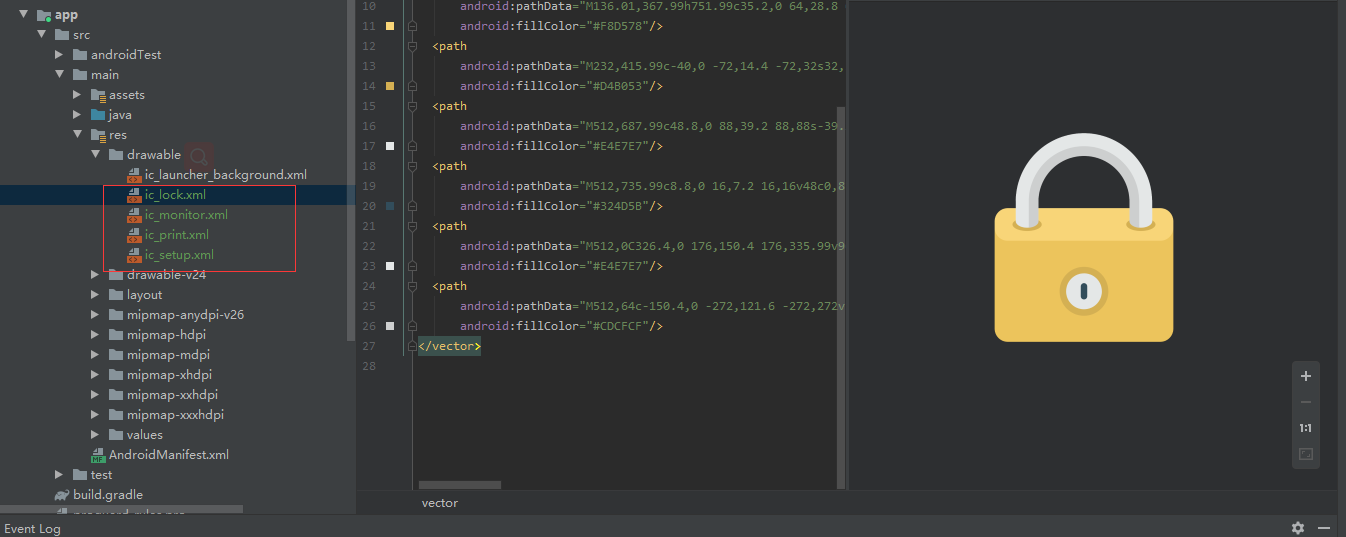 app
src
androidTest
main
assets
java
res
drawable
ic_launcher_background.xml
ic_lock.xml
ic_monitor.xml
ic_print.xml
ic_setup.xml
drawable-v24
layout
mipmap-anydpi-v26
mipmap-hdpi
mipmap-mdpi
mipmap-xhdpi
mipmap-xxhdpi
mipmap-xxxhdpi
values
MF AndroidManifest.xml
test
build.gradle
Event Log
10 android:pathData="M136.01,367.99h751.99c35.2,0 64,28.8
11 android:fillColor="#F8D578"/>
12 <path
13 android:pathData="M232,415.99c-40,0 -72,14.4 -72,32s32,
14 android:fillColor="#D4B053"/>
15 <path
16 android:pathData="M512,687.99c48.8,0 88,39.2 88,88s-39.
17 android:fillColor="#E4E7E7"/>
18 <path
19 android:pathData="M512,735.99c8.8,0 16,7.2 16,16v48c0,8
20 android:fillColor="#324D5B"/>
21 <path
22 android:pathData="M512,0C326.4,0 176,150.4 176,335.99v9
23 android:fillColor="#E4E7E7"/>
24 <path
25 android:pathData="M512,64c-150.4,0 -272,121.6 -272,272v
26 android:fillColor="#CDCFCF"/>
27 </vector>
28
vector
1:1